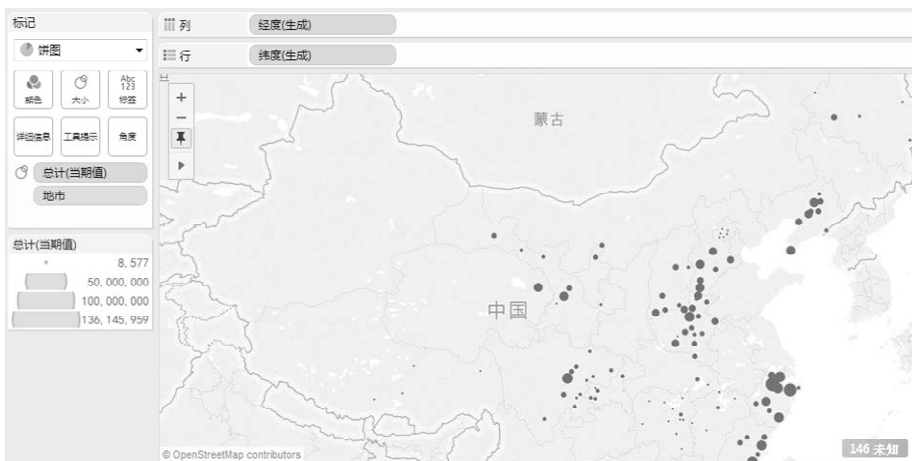 标记
饼图
颜色
大小
Abc
123
标签
详细信息
工具提示
角度
总计(当期值)
地市
总计(当期值)
8,577
50,000,000
100,000,000
136,145,959
列
经度(生成)
行
纬度(生成)
蒙古
中国
© OpenStreetMap contributors
146 未知